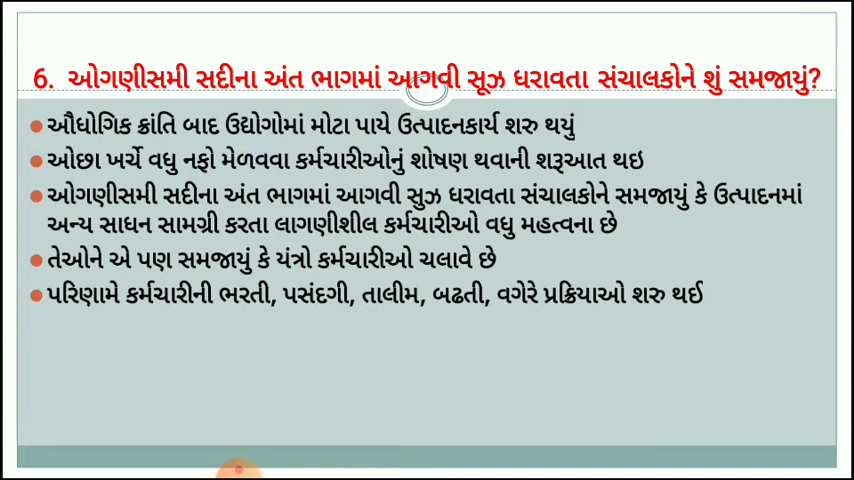 6. ઓગણીસમી સદીના અંત ભાગમાં આગવી સૂઝ ધરાવતા સંચાલકોને શું સમજાયું?
ઔધોગિક ક્રાંતિ બાદ ઉદ્યોગોમાં મોટા પાયે ઉત્પાદનકાર્ય શરુ થયું
ઓછા ખર્ચે વધુ નફો મેળવવા કર્મચારીઓનું શોષણ થવાની શરૂઆત થઇ
ઓગણીસમી સદીના અંત ભાગમાં આગવી સુઝ ધરાવતા સંચાલકોને સમજાયું કે ઉત્પાદનમાં
અન્ય સાધન સામગ્રી કરતા લાગણીશીલ કર્મચારીઓ વધુ મહત્વના છે
તેઓને એ પણ સમજાયું કે યંત્રો કર્મચારીઓ ચલાવે છે
પરિણામે કર્મચારીની ભરતી, પસંદગી, તાલીમ, બઢતી, વગેરે પ્રક્રિયાઓ શરુ થઈ